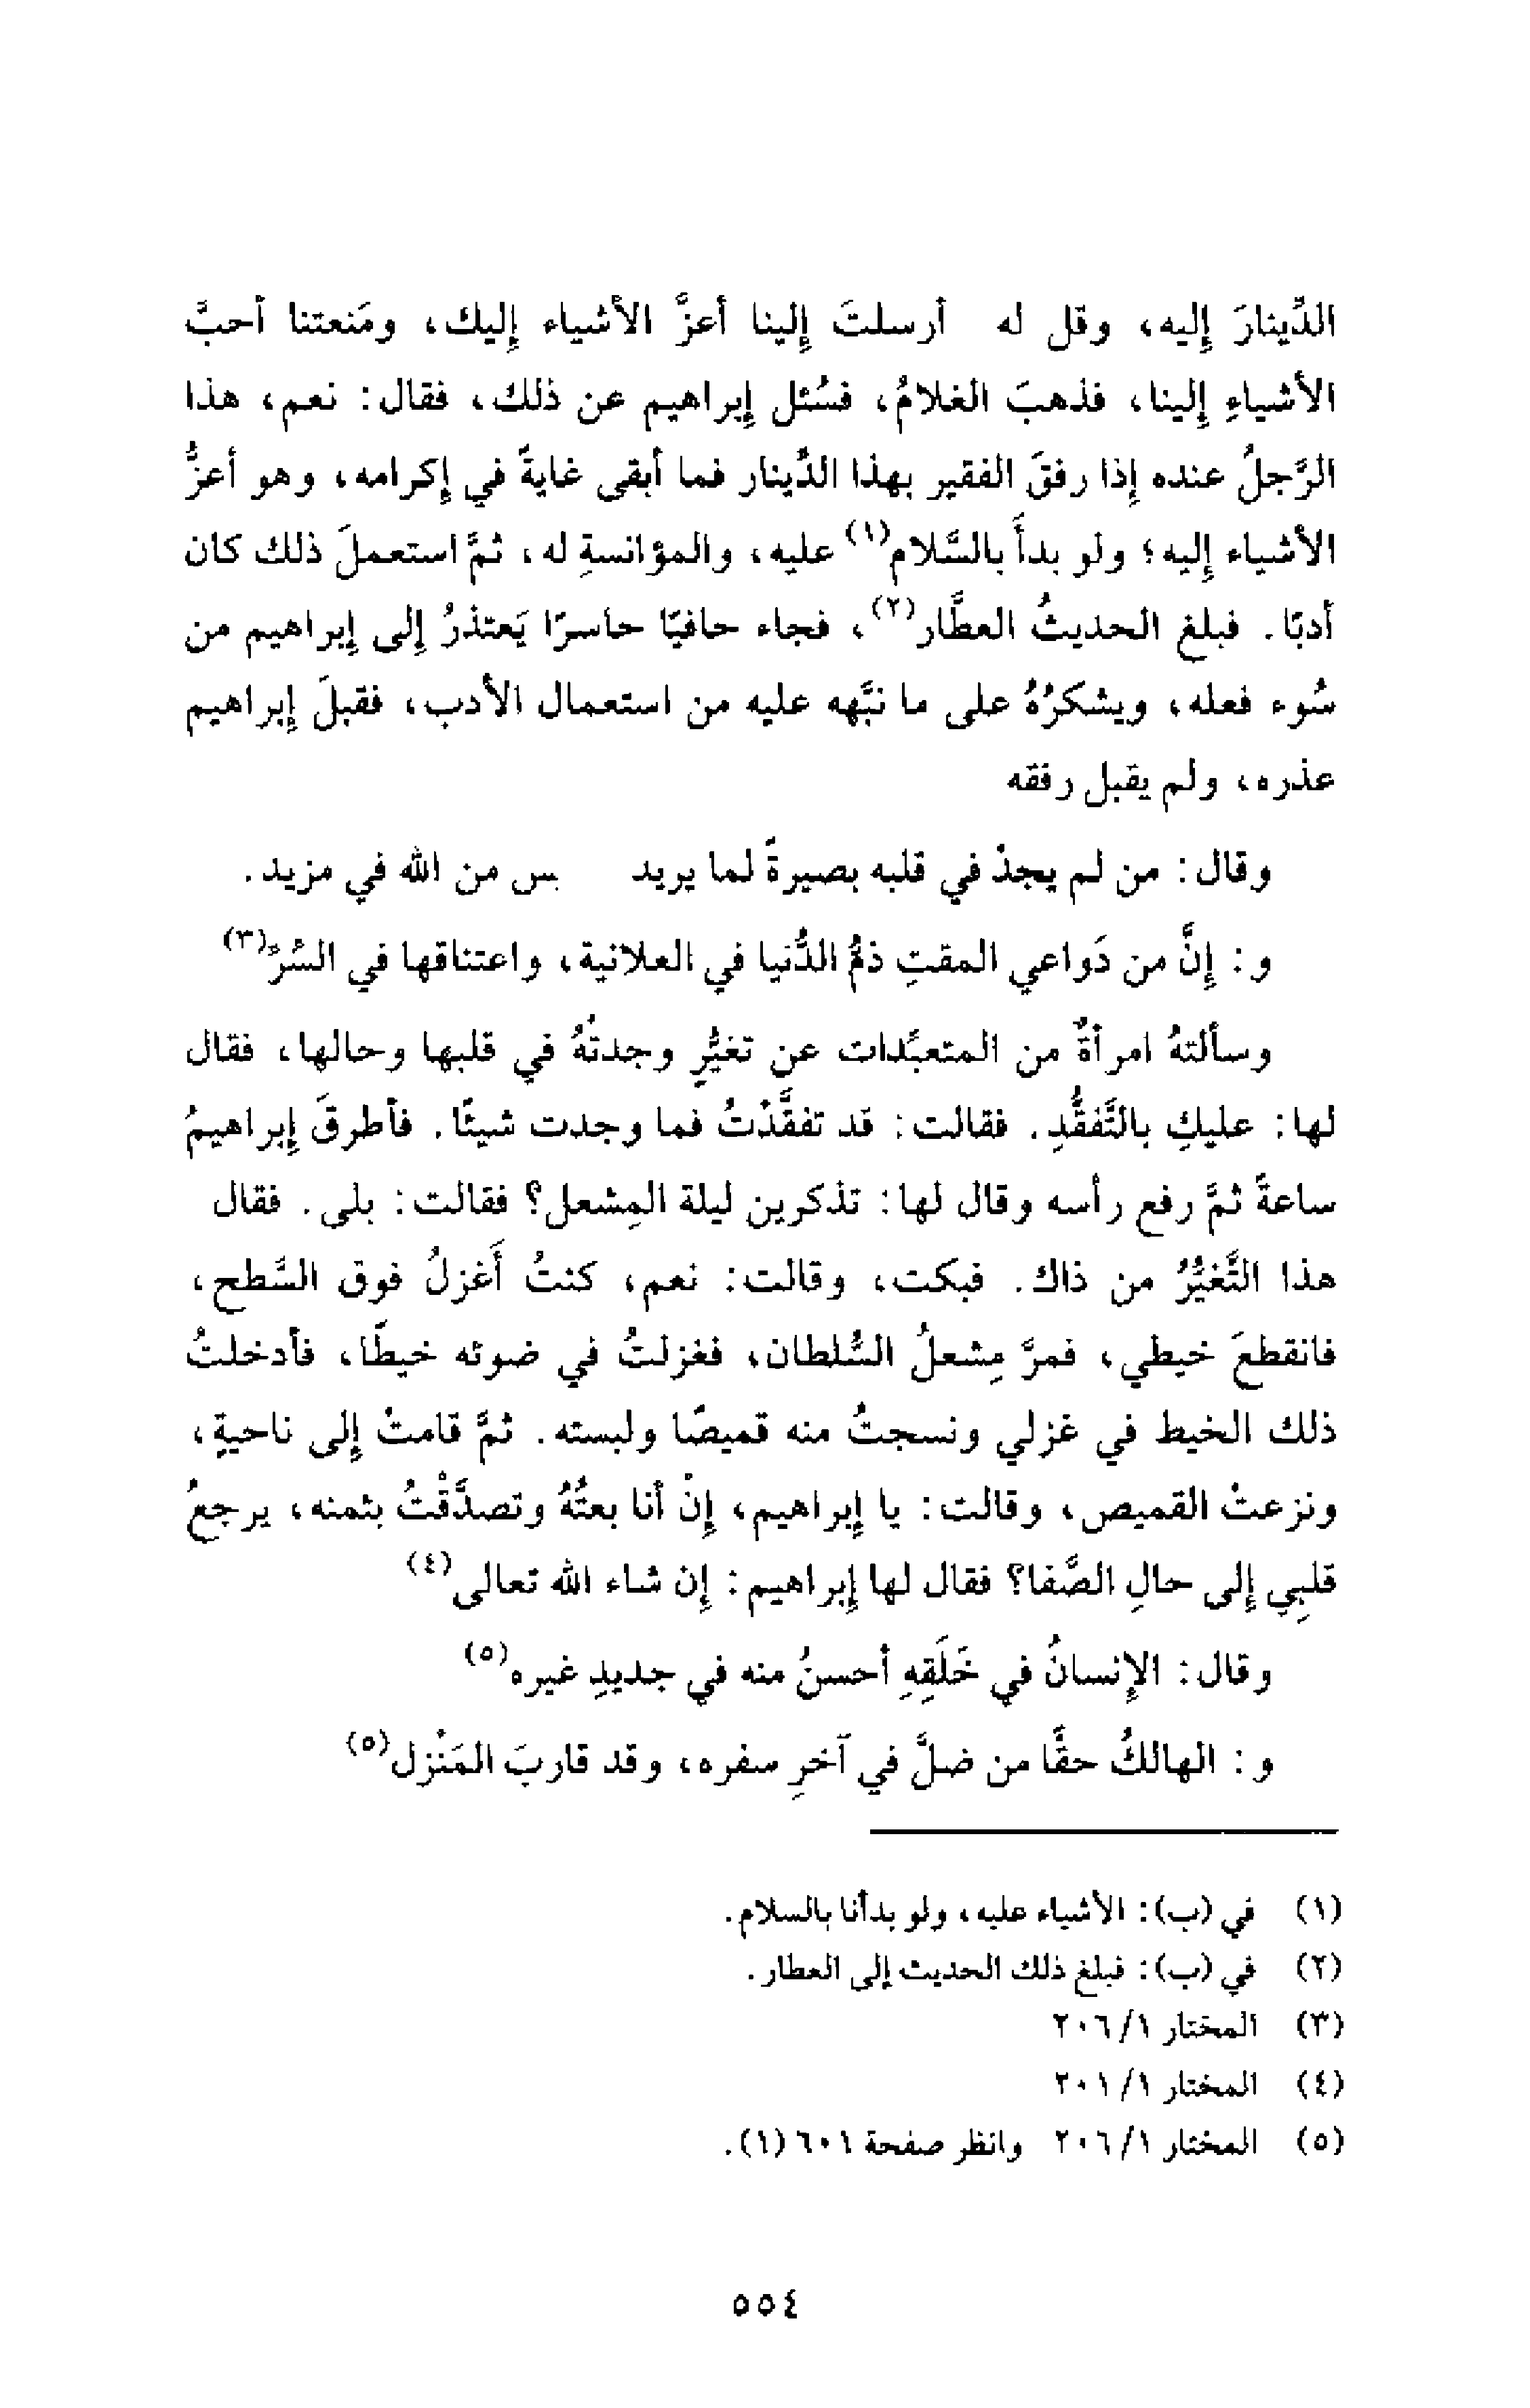 الدِّينارَ إليه، وقل له أرسلتَ إلينا أعزَّ الأشياء إليك، ومَنعتنا أحبَّ
الأشياءِ إلينا، فذهبَ الغلامُ، فسُئل إبراهيم عن ذلك، فقال: نعم، هذا
الرَّجلُ عنده إذا رفقَ الفقير بهذا الدِّينار فما أبقى غايةً في إكرامه، وهو أعزُّ
الأشياء إليه؛ ولو بدأَ بالسَّلام(١) عليه، والمؤانسةِ له، ثمَّ استعملَ ذلك كان
أدبًا. فبلغ الحديثُ العطَّار(٢)، فجاء حافيًا حاسرًا يَعتذرُ إلى إبراهيم من
سُوء فعله، ويشكرُهُ على ما نبَّهه عليه من استعمال الأدب، فقبلَ إبراهيم
عذره، ولم يقبل رفقه
وقال: من لم يجدْ في قلبه بصيرةً لما يريد من الله في مزيد.
و: إنَّ من دَواعي المقتِ ذمُّ الدُّنيا في العلانية، واعتناقها في السِّرِّ(٣)
وسألتهُ امرأةٌ من المتعبِّدات عن تغيُّرٍ وجدتْهُ في قلبها وحالها، فقال
لها: عليكِ بالتَّفقُّدِ. فقالت: قد تفقَّدْتُ فما وجدت شيئًا. فأطرقَ إبراهيمُ
ساعةً ثمَّ رفع رأسه وقال لها: تذكرين ليلة المِشعل؟ فقالت: بلى. فقال
هذا التَّغيُّرُ من ذاك. فبكت، وقالت: نعم، كنتُ أَغزلُ فوق السَّطح،
فانقطعَ خيطي، فمرَّ مِشعلُ السُّلطان، فغزلتُ في ضوئه خيطًا، فأدخلتُ
ذلك الخيط في غزلي ونسجتُ منه قميصًا ولبسته. ثمَّ قامتْ إلى ناحيةٍ،
ونزعتْ القميص، وقالت: يا إبراهيم، إنْ أنا بعتُهُ وتصدَّقْتُ بثمنه، يرجعُ
قلبِي إلى حالِ الصَّفا؟ فقال لها إبراهيم: إن شاء الله تعالى(٤)
وقال: الإنسانُ في خَلَقِهِ أحسنُ منه في جديدِ غيره(٥)
و: الهالكُ حقًّا من ضلَّ في آخرِ سفره، وقد قاربَ المَنْزل(٥)
(١) في (ب): الأشياء عليه، ولو بدأنا بالسلام.
(٢) في (ب): فبلغ ذلك الحديث إلى العطار.
(٣) المختار ١/٢٠٦
(٤) المختار ١/٢٠١
(٥) المختار ١/٢٠٦ وانظر صفحة ٦٠١ (١).
٥٥٤